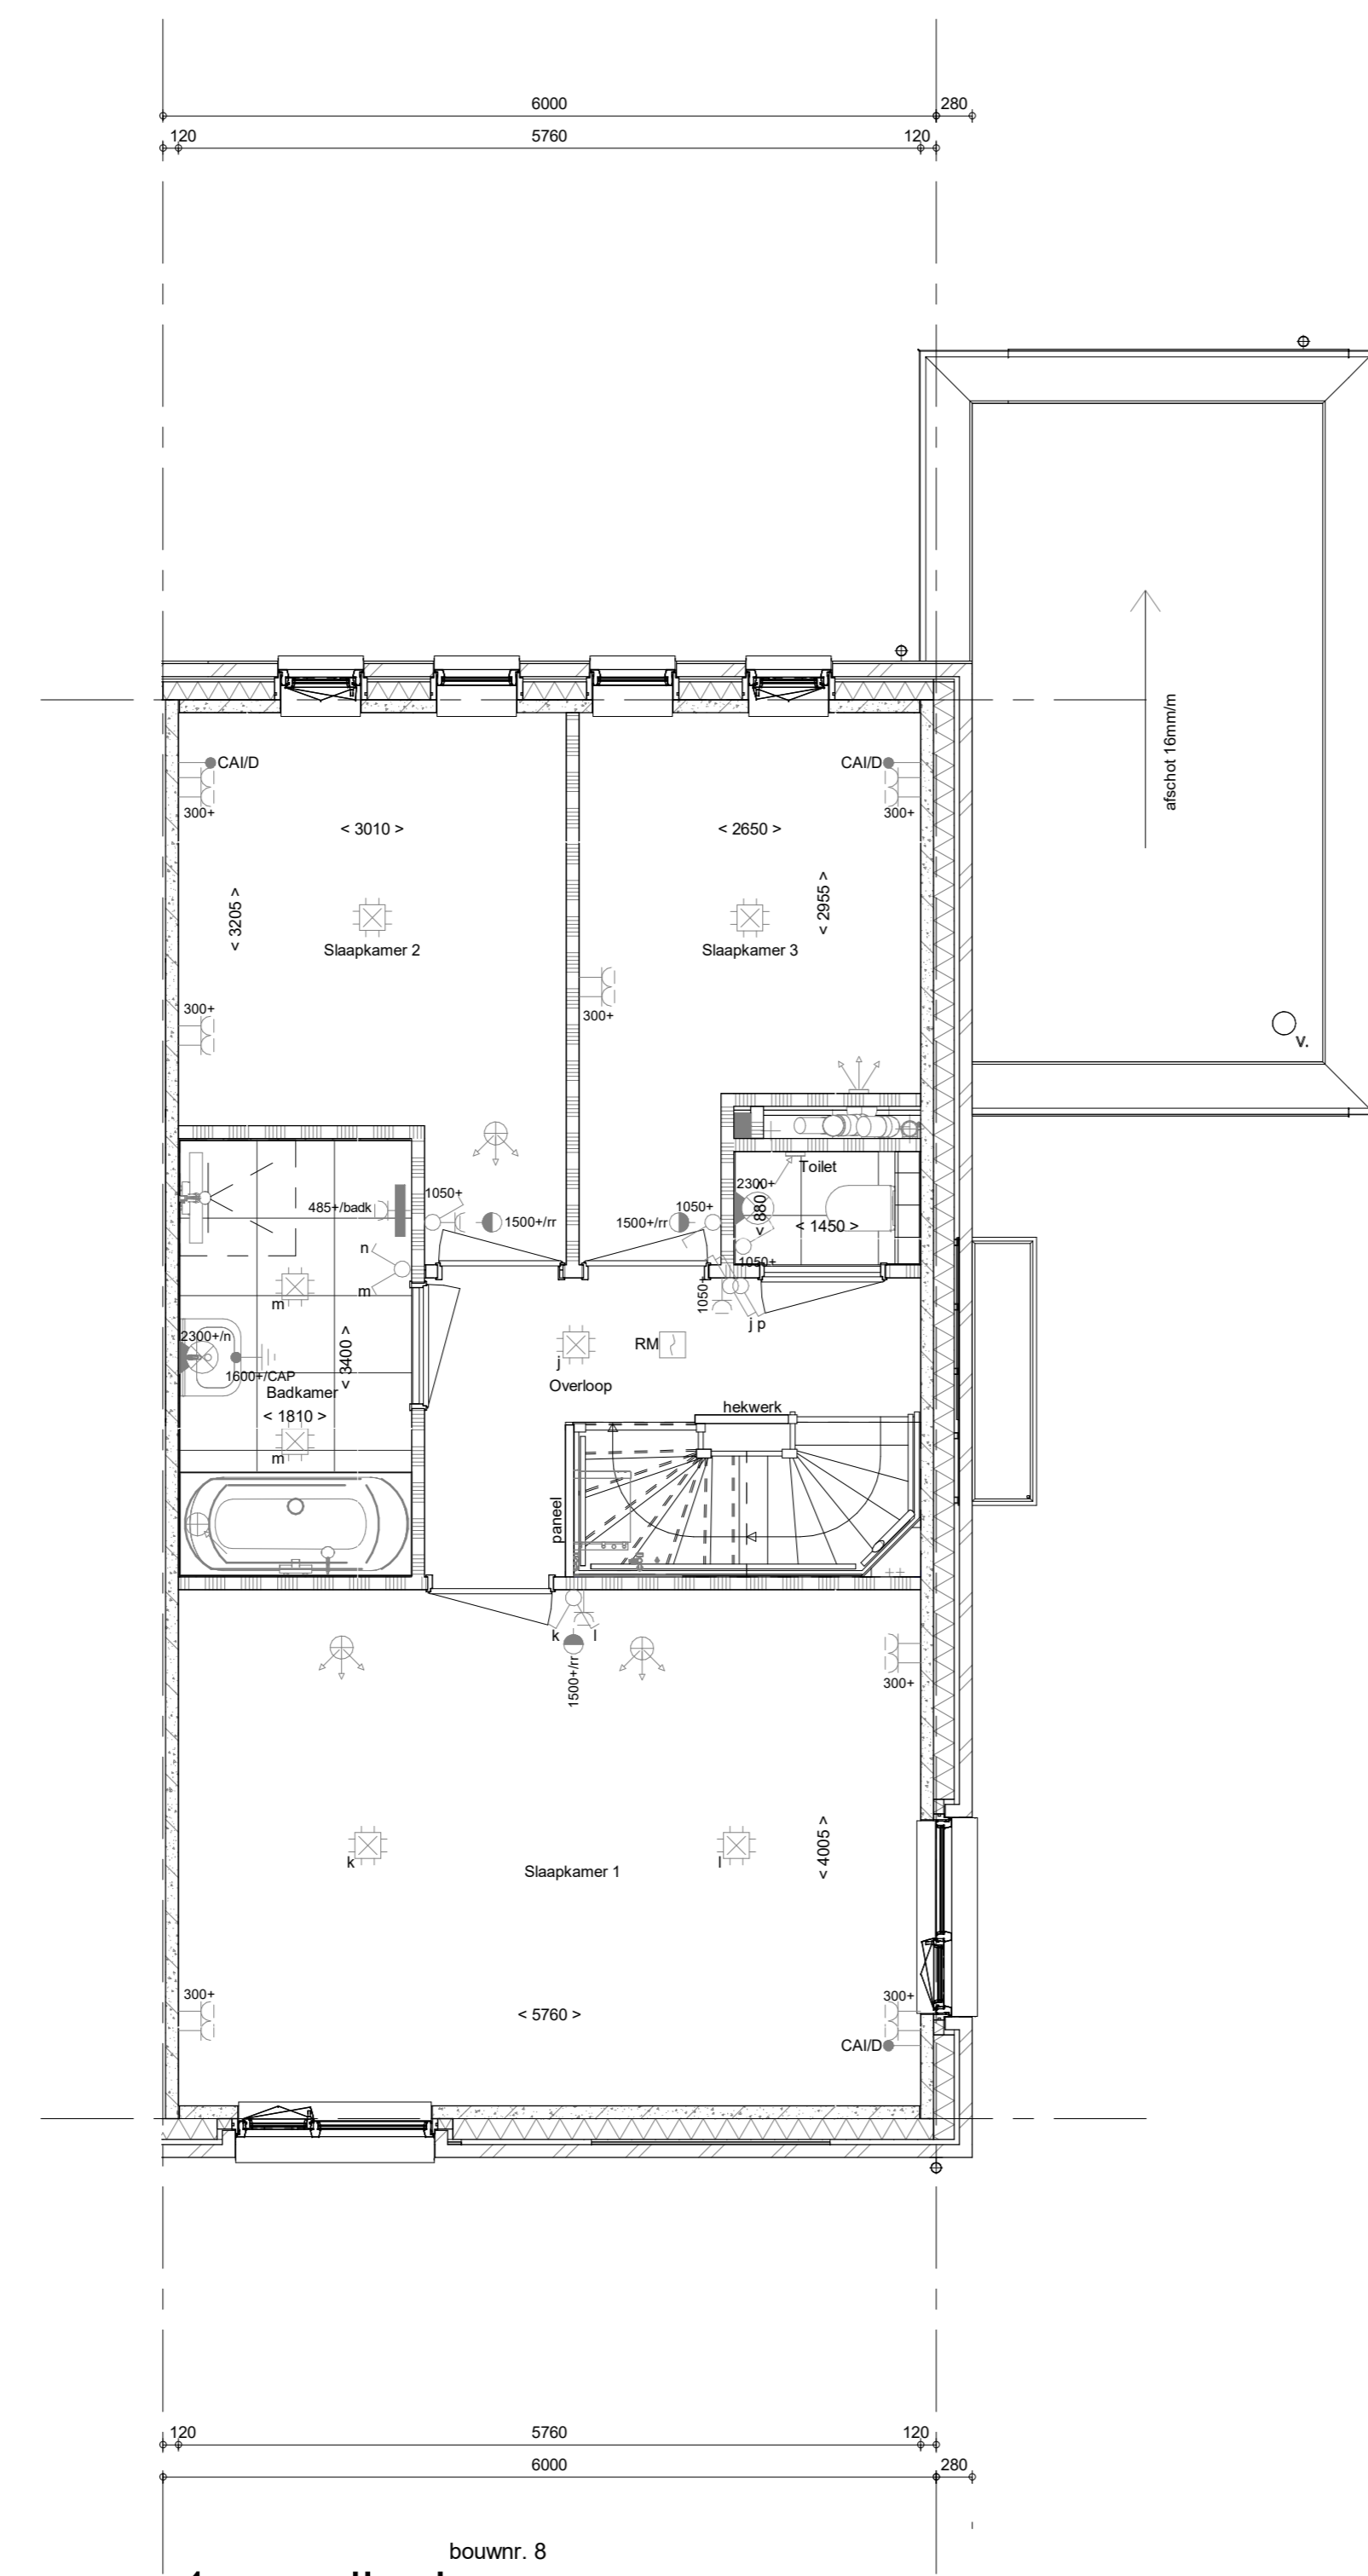 6000 280
120 5760 120
afschot 16mm/m
CAI/D CAI/D
300+ 300+
< 3010 > < 2650 >
< 3205 > < 2955 >
Slaapkamer 2 Slaapkamer 3
300+ 300+
V.
Toilet
2300+
485+/badk 1050+ 1500+/rr 1500+/rr 1050+ < 880 > < 1450 >
n 1050+
m
m 1050+
j p
2300+/n
1600+/CAP < 3400 > j RM
Badkamer Overloop
< 1810 > hekwerk
m
paneel
k l
1500+/rr 300+
k l < 4005 >
Slaapkamer 1
300+ 300+
< 5760 >
CAI/D
120 5760 120
6000 280
bouwnr. 8